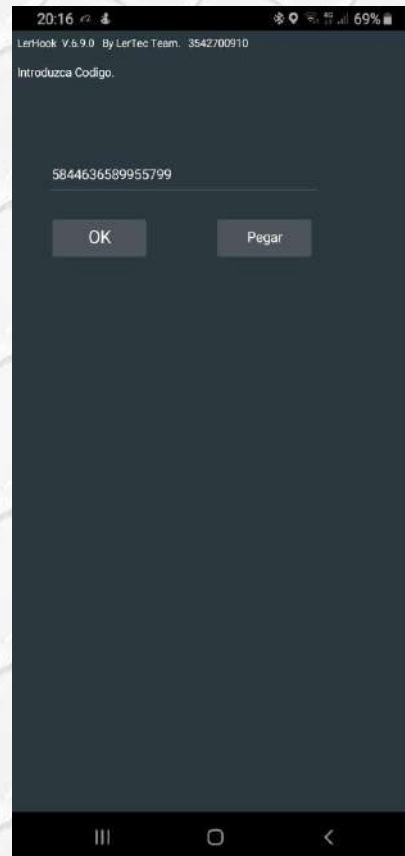 20:16 69%
LerHook V.6.9.0 By LerTec Team. 3542700910
Introduzca Codigo.
5844636589955799
OK Pegar